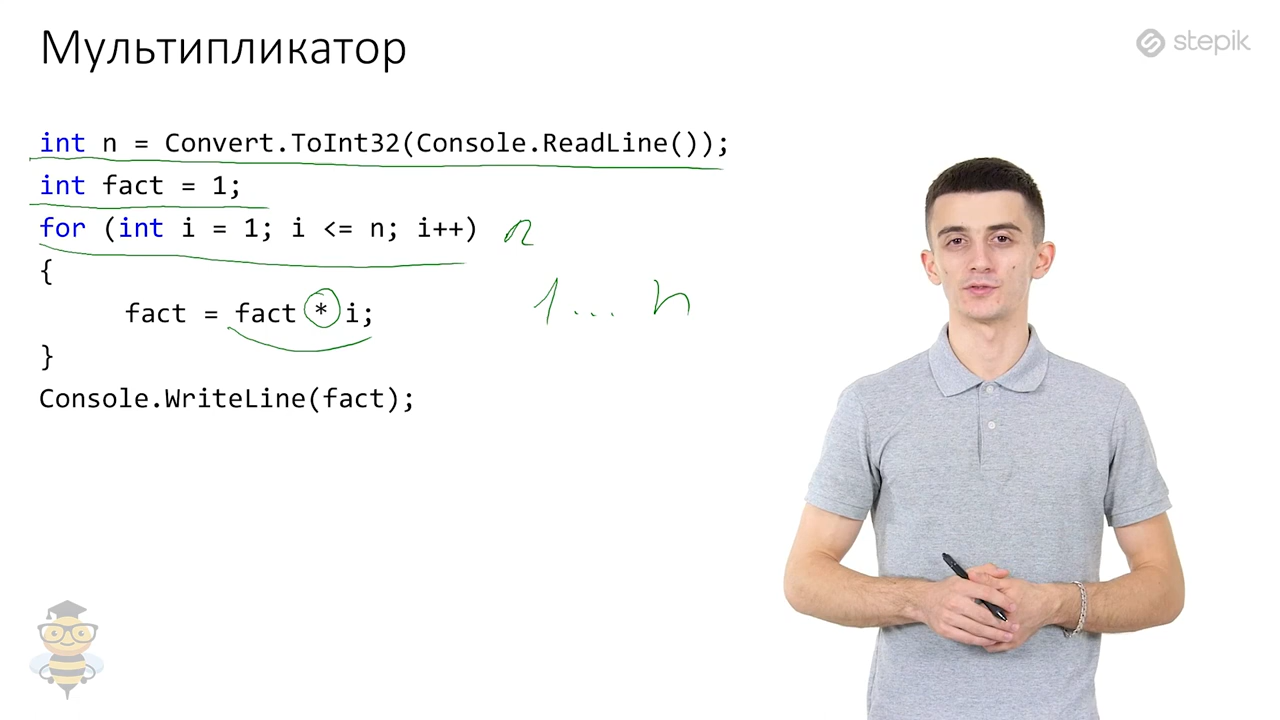 Мультипликатор
stepik
int n = Convert.ToInt32(Console.ReadLine());
int fact = 1;
for (int i = 1; i <= n; i++) n
{
fact = fact * i;
1... n
}
Console.WriteLine(fact);